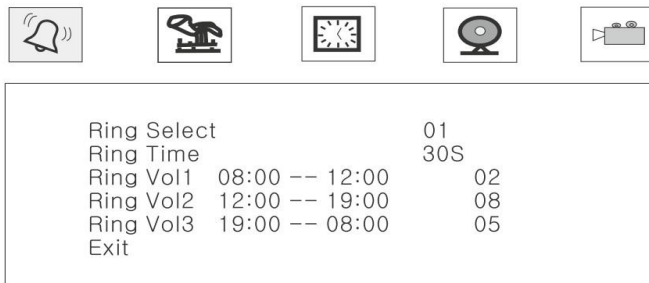 Ring Select 01
Ring Time 30S
Ring Vol1 08:00 -- 12:00 02
Ring Vol2 12:00 -- 19:00 08
Ring Vol3 19:00 -- 08:00 05
Exit